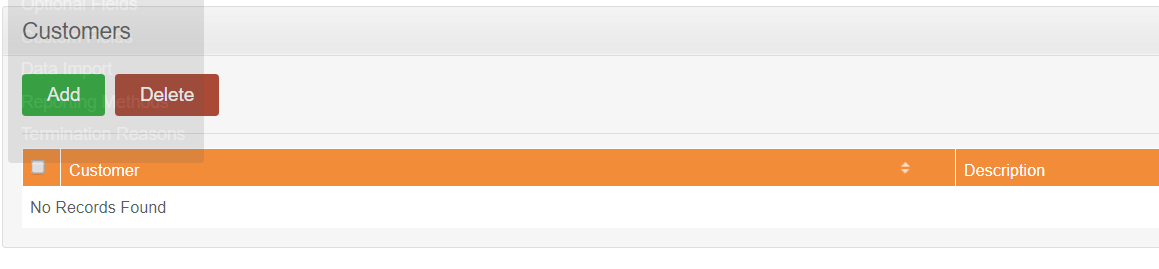 Optional Fields
Customers
Custom Fields
Data Import
Add Delete
Reporting Methods
Termination Reasons
Customer Description
No Records Found